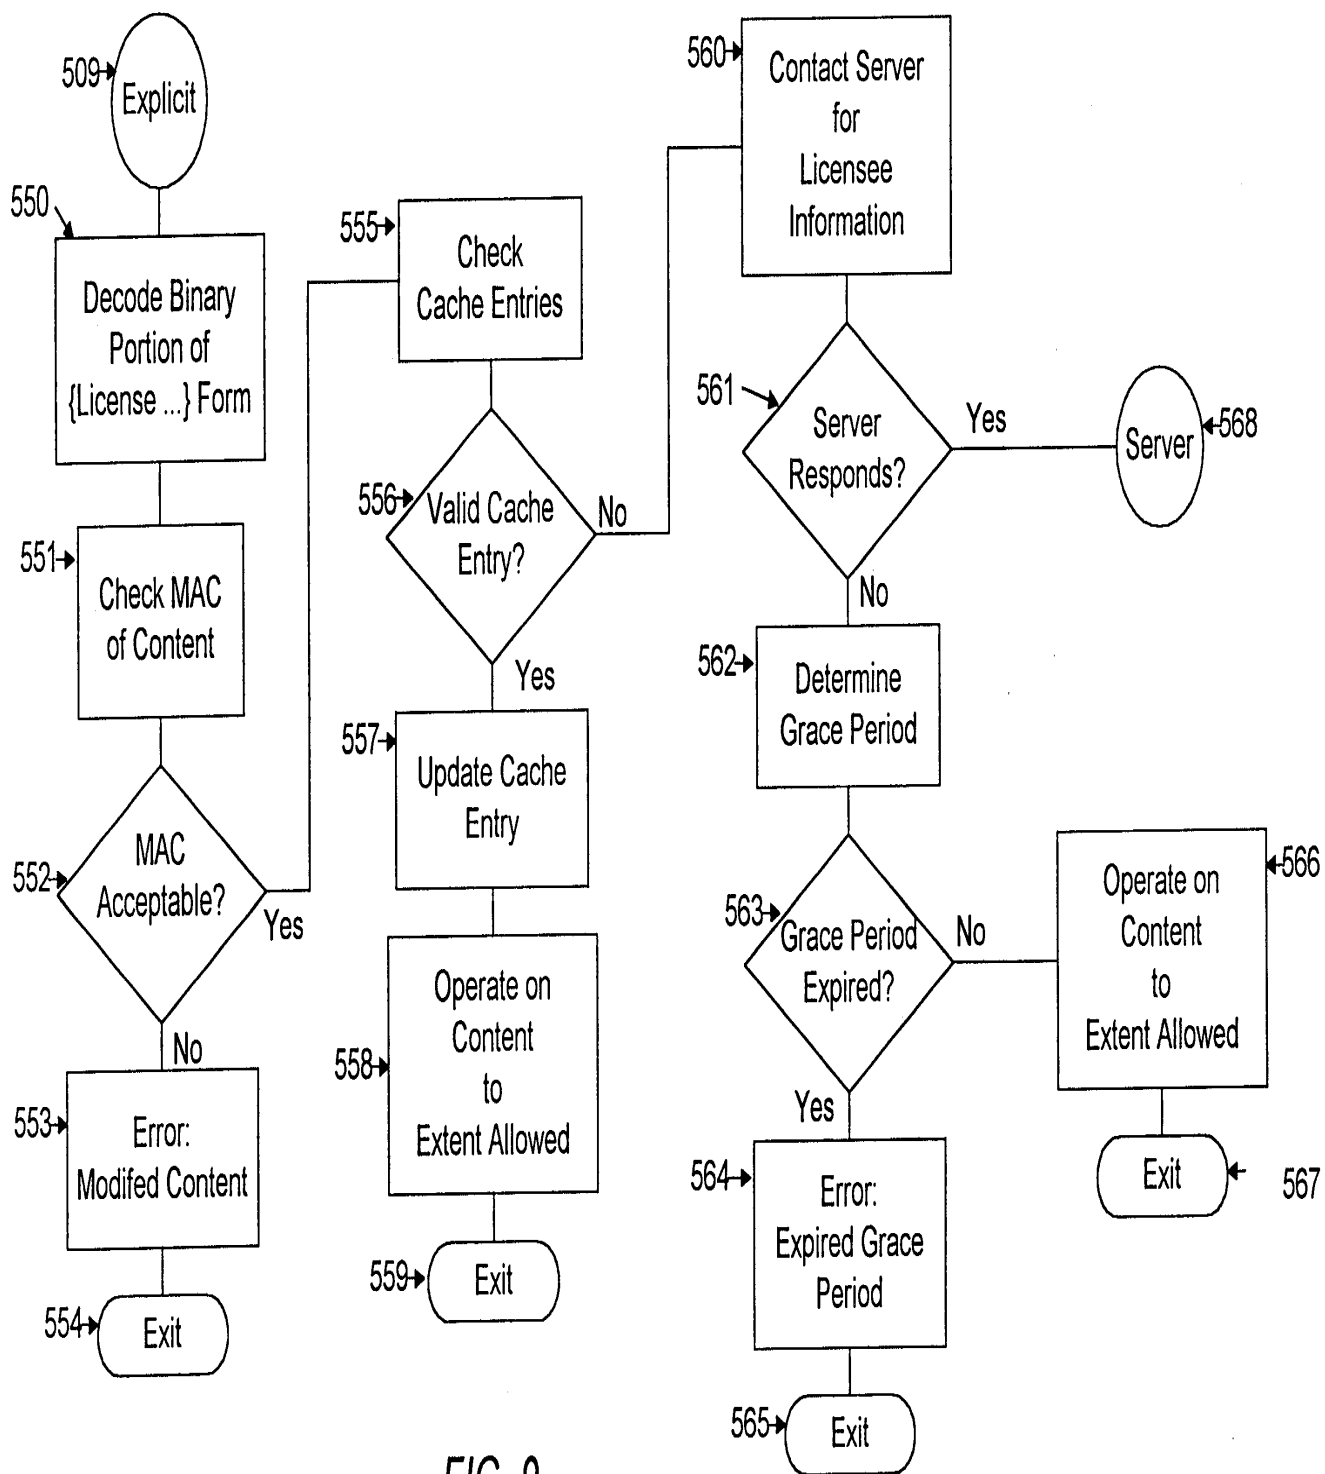 509
Explicit
550
Decode Binary
Portion of
{License ...} Form
551
Check MAC
of Content
552
MAC
Acceptable?
Yes
No
553
Error:
Modifed Content
554
Exit
555
Check
Cache Entries
556
Valid Cache
Entry?
No
Yes
557
Update Cache
Entry
558
Operate on
Content
to
Extent Allowed
559
Exit
560
Contact Server
for
Licensee
Information
561
Server
Responds?
Yes
Server
568
No
562
Determine
Grace Period
563
Grace Period
Expired?
No
Operate on
Content
to
Extent Allowed
566
Exit
567
Yes
564
Error:
Expired Grace
Period
565
Exit
FIG.